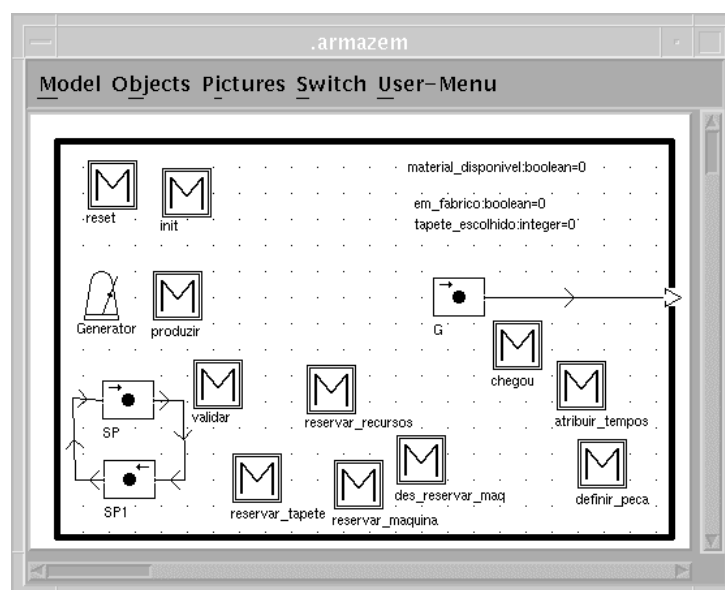 .armazem
Model Objects Pictures Switch User-Menu
material_disponivel:boolean=0
reset
init
em_fabrico:boolean=0
tapete_escolhido:integer=0
Generator
produzir
G
chegou
validar
reservar_recursos
atribuir_tempos
SP
SP1
reservar_tapete
reservar_maquina
des_reservar_maq
definir_peca